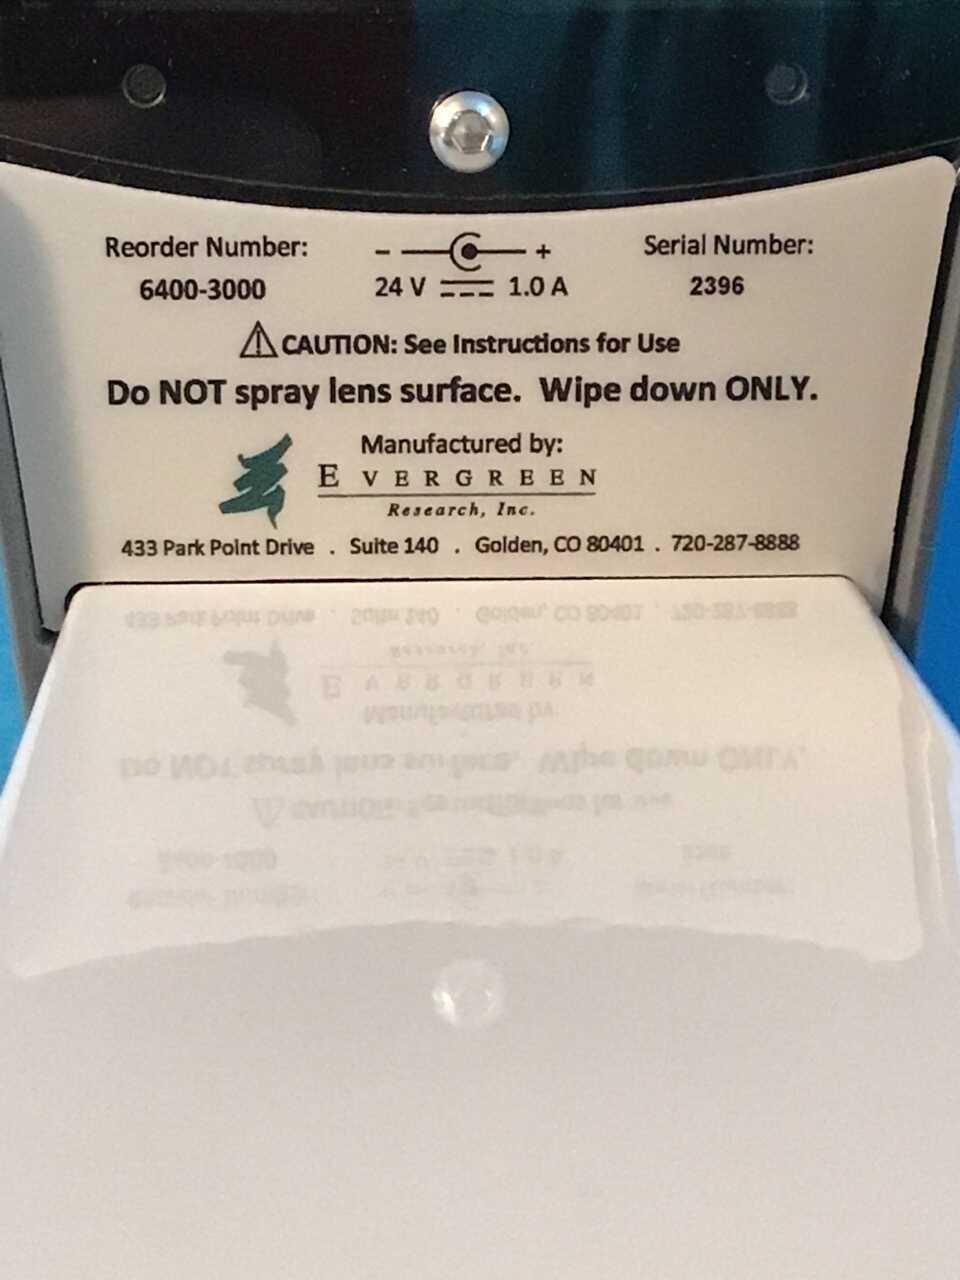 Reorder Number: - + Serial Number:
6400-3000 24 V 1.0 A 2396
CAUTION: See Instructions for Use
Do NOT spray lens surface. Wipe down ONLY.
Manufactured by:
EVERGREEN
Research, Inc.
433 Park Point Drive . Suite 140 . Golden, CO 80401 . 720-287-8888